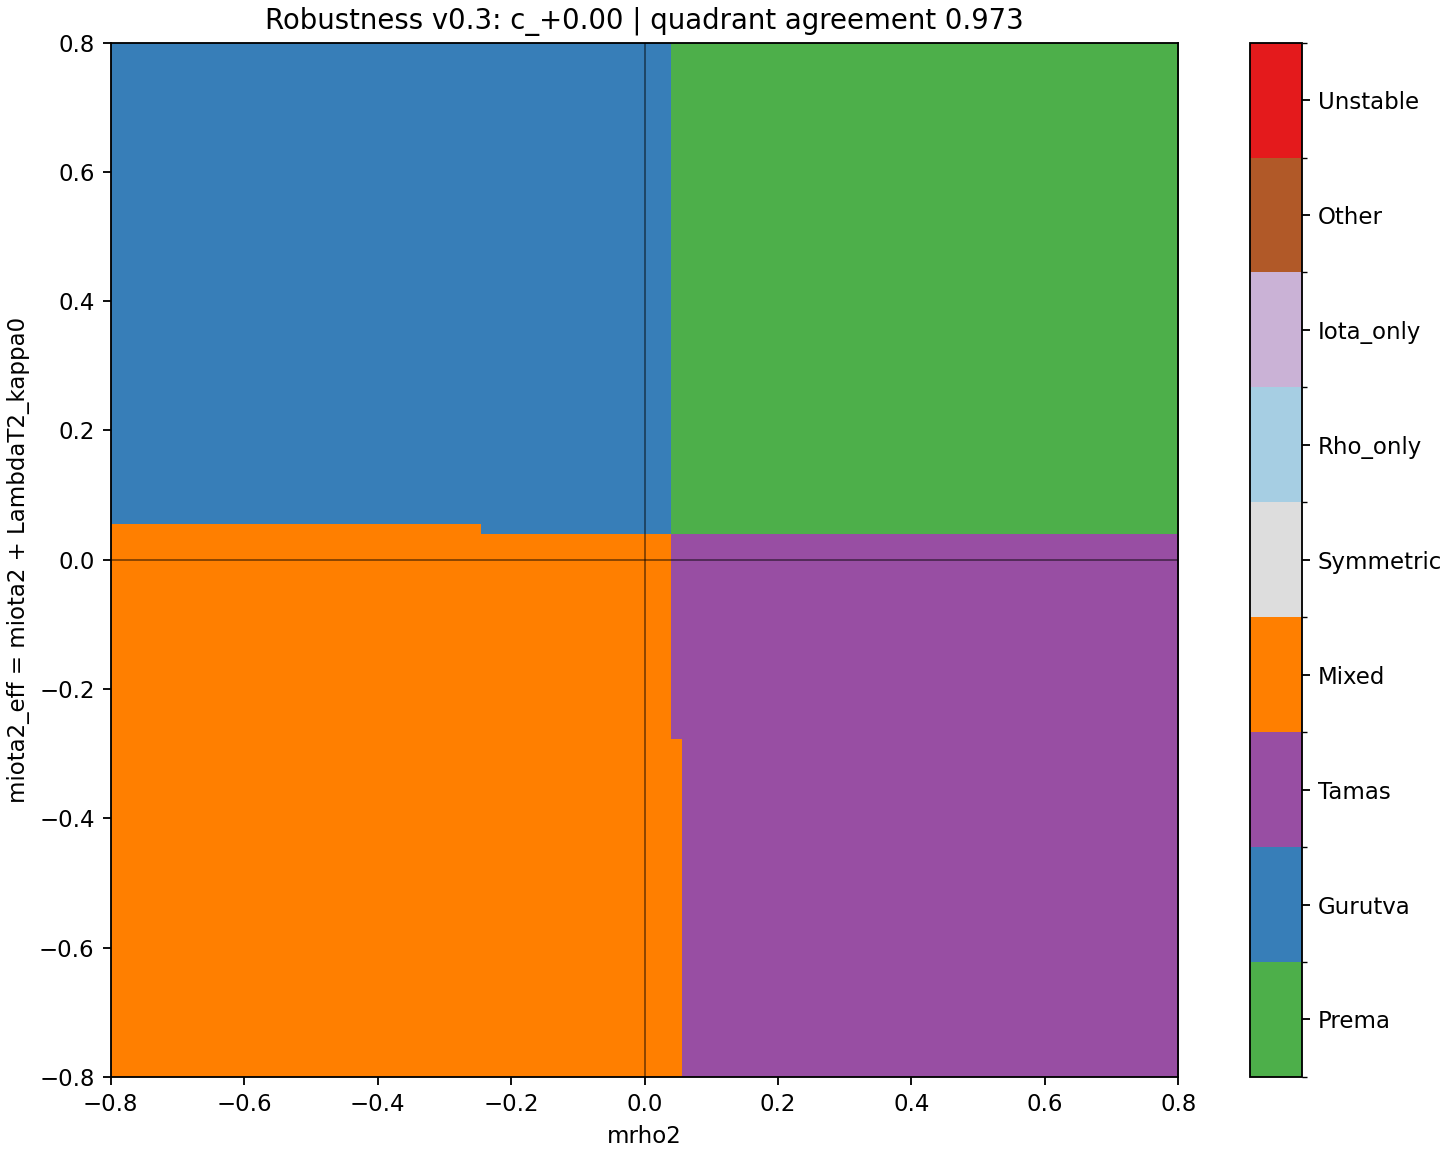 Robustness v0.3: c_+0.00 | quadrant agreement 0.973
miota2_eff = miota2 + LambdaT2_kappa0
0.8
0.6
0.4
0.2
0.0
−0.2
−0.4
−0.6
−0.8
−0.8
−0.6
−0.4
−0.2
0.0
0.2
0.4
0.6
0.8
mrho2
Unstable
Other
Iota_only
Rho_only
Symmetric
Mixed
Tamas
Gurutva
Prema